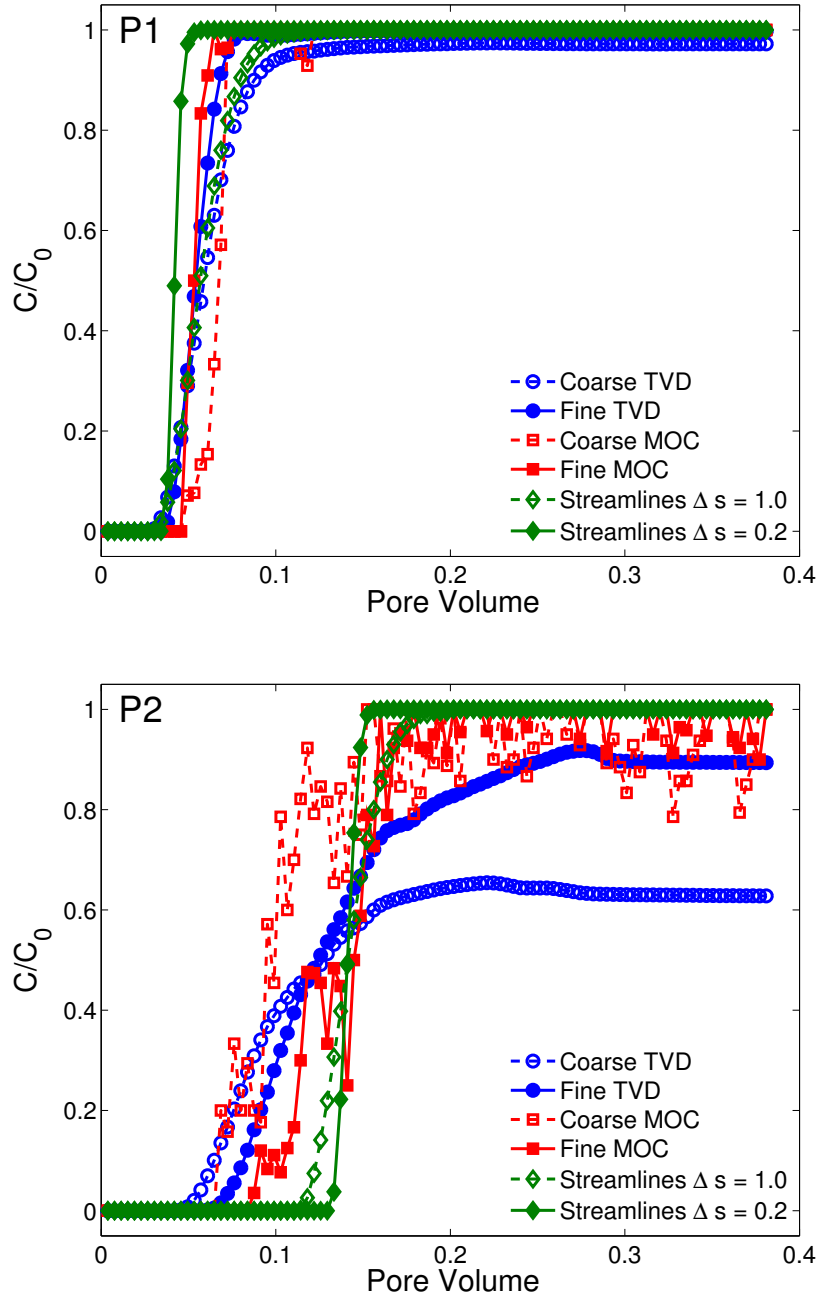 P1
1
0.8
0.6
0.4
0.2
0
C/C0
Coarse TVD
Fine TVD
Coarse MOC
Fine MOC
Streamlines Δ s = 1.0
Streamlines Δ s = 0.2
0 0.1 0.2 0.3 0.4
Pore Volume
P2
1
0.8
0.6
0.4
0.2
0
C/C0
Coarse TVD
Fine TVD
Coarse MOC
Fine MOC
Streamlines Δ s = 1.0
Streamlines Δ s = 0.2
0 0.1 0.2 0.3 0.4
Pore Volume